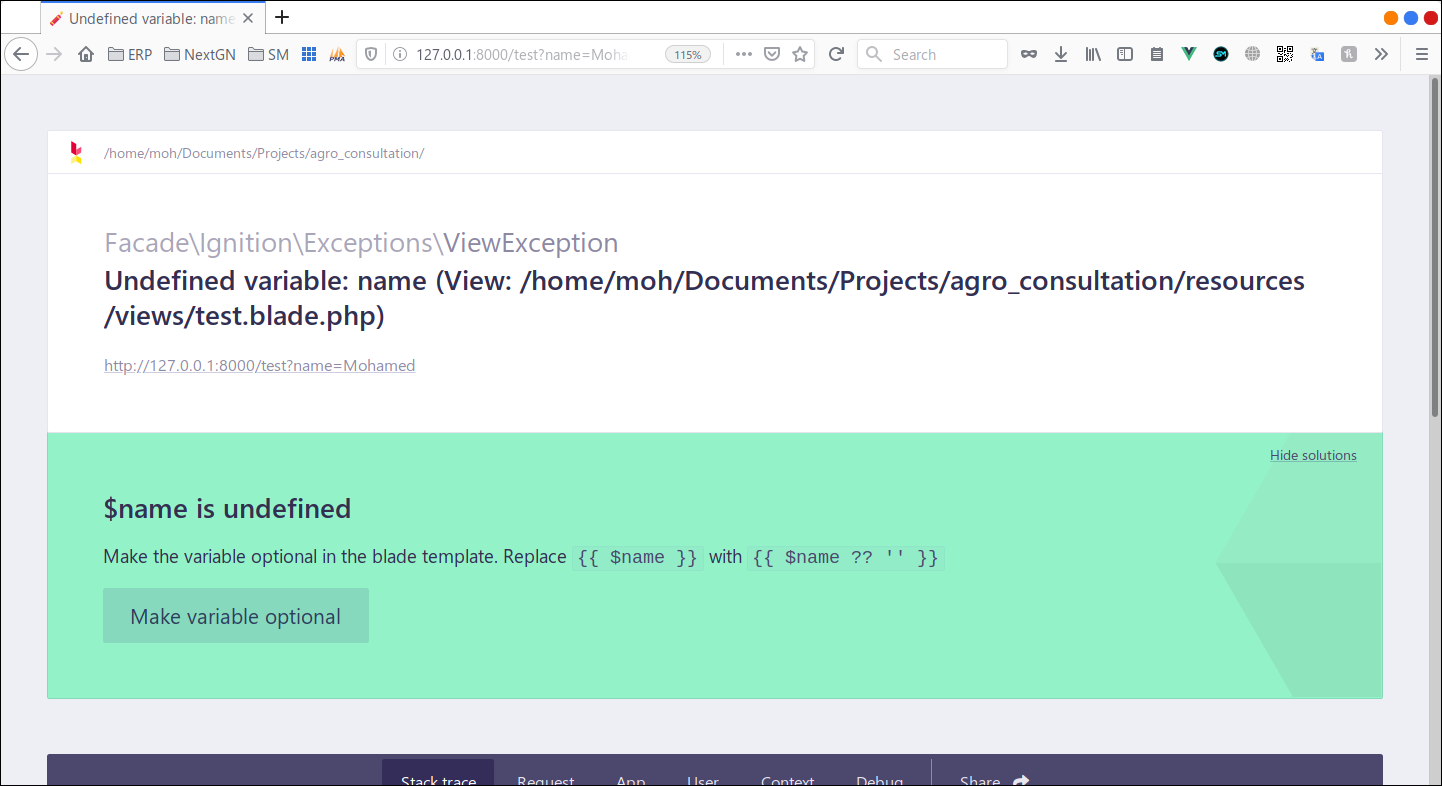 Undefined variable: name
ERP NextGN SM PMA 127.0.0.1:8000/test?name=Moha 115% Search
/home/moh/Documents/Projects/agro_consultation/
Facade\Ignition\Exceptions\ViewException
Undefined variable: name (View: /home/moh/Documents/Projects/agro_consultation/resources
/views/test.blade.php)
http://127.0.0.1:8000/test?name=Mohamed
Hide solutions
$name is undefined
Make the variable optional in the blade template. Replace {{ $name }} with {{ $name ?? '' }}
Make variable optional
Stack trace Request App User Context Debug Share